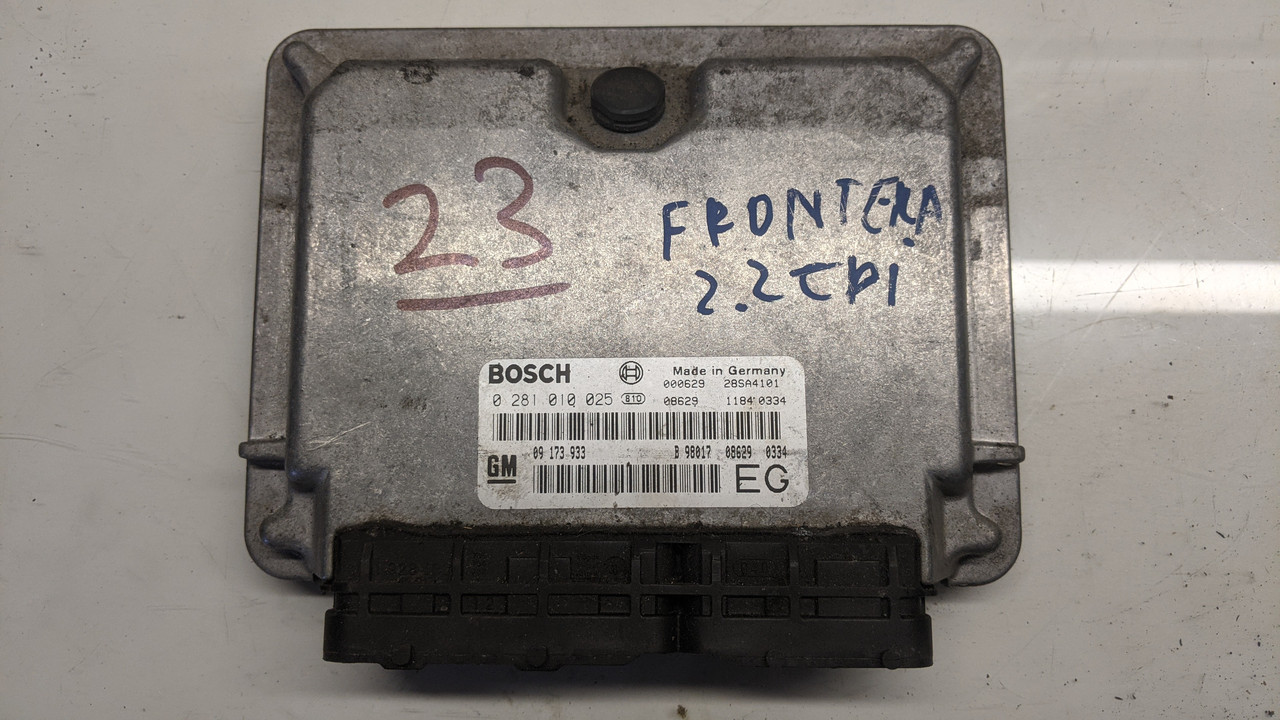 23
FRONTERA
2.2 TDI
BOSCH Made in Germany
000629 28SA4101
0 281 010 025 810 08629 1184 0334
09 173 933 B 98017 08629 0334
GM EG